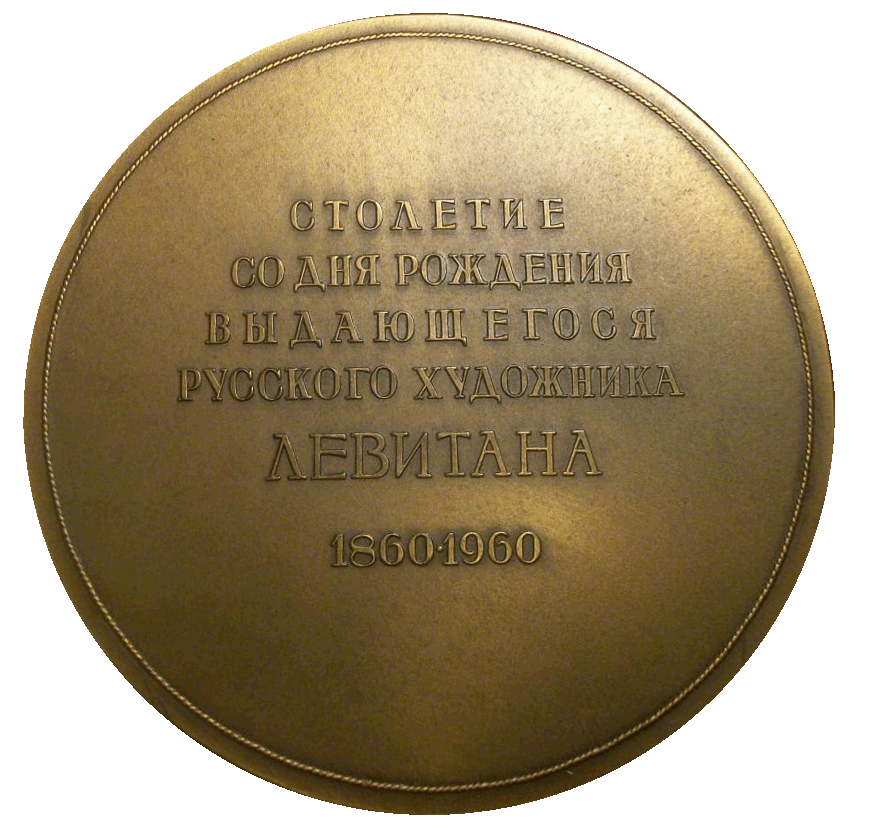 СТОЛЕТИЕ
СО ДНЯ РОЖДЕНИЯ
ВЫДАЮЩЕГОСЯ
РУССКОГО ХУДОЖНИКА
ЛЕВИТАНА
1860·1960